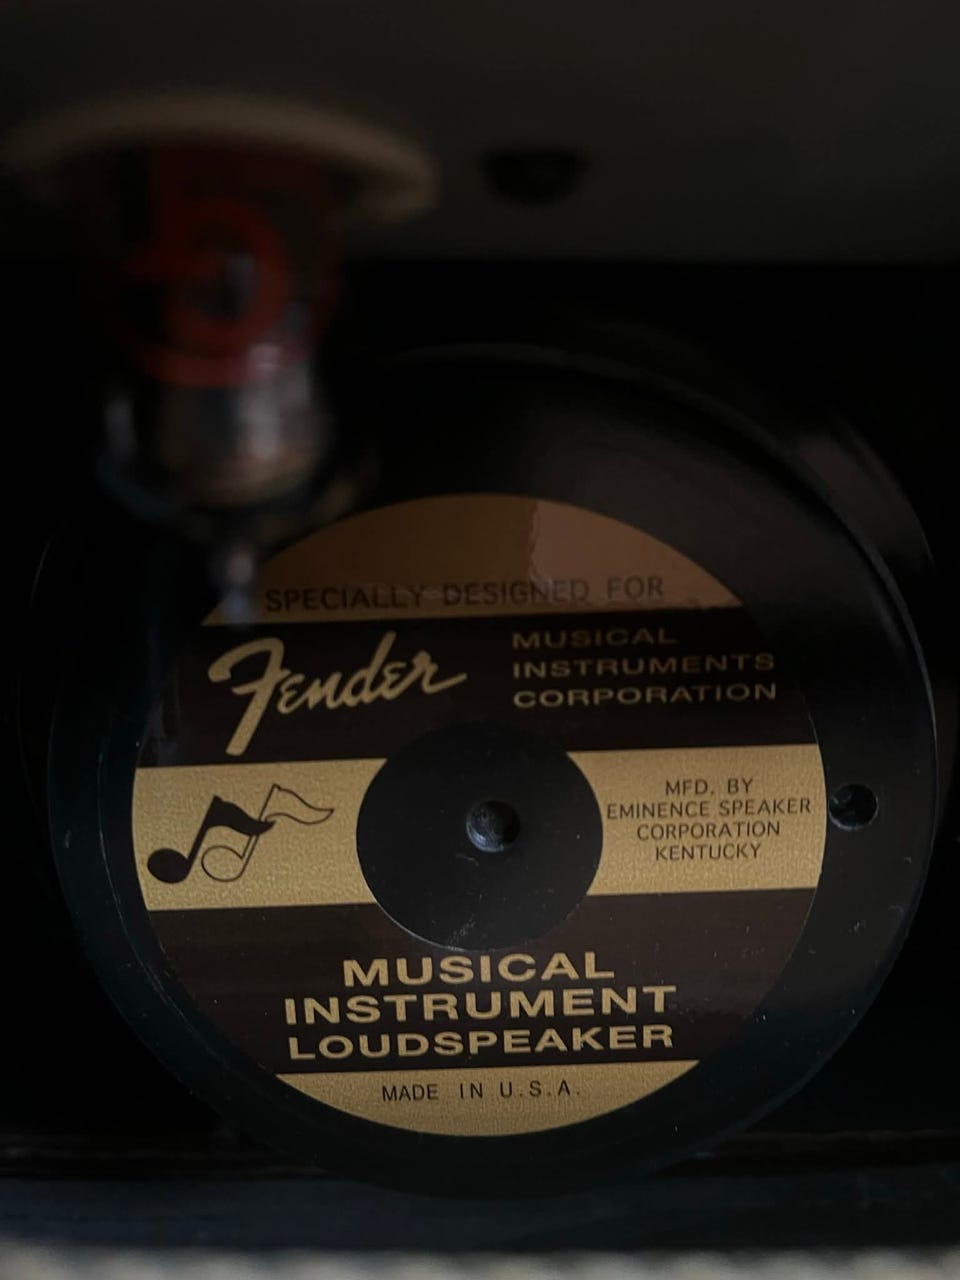 SPECIALLY DESIGNED FOR
Fender
MUSICAL
INSTRUMENTS
CORPORATION
MFD. BY
EMINENCE SPEAKER
CORPORATION
KENTUCKY
MUSICAL
INSTRUMENT
LOUDSPEAKER
MADE IN U.S.A.